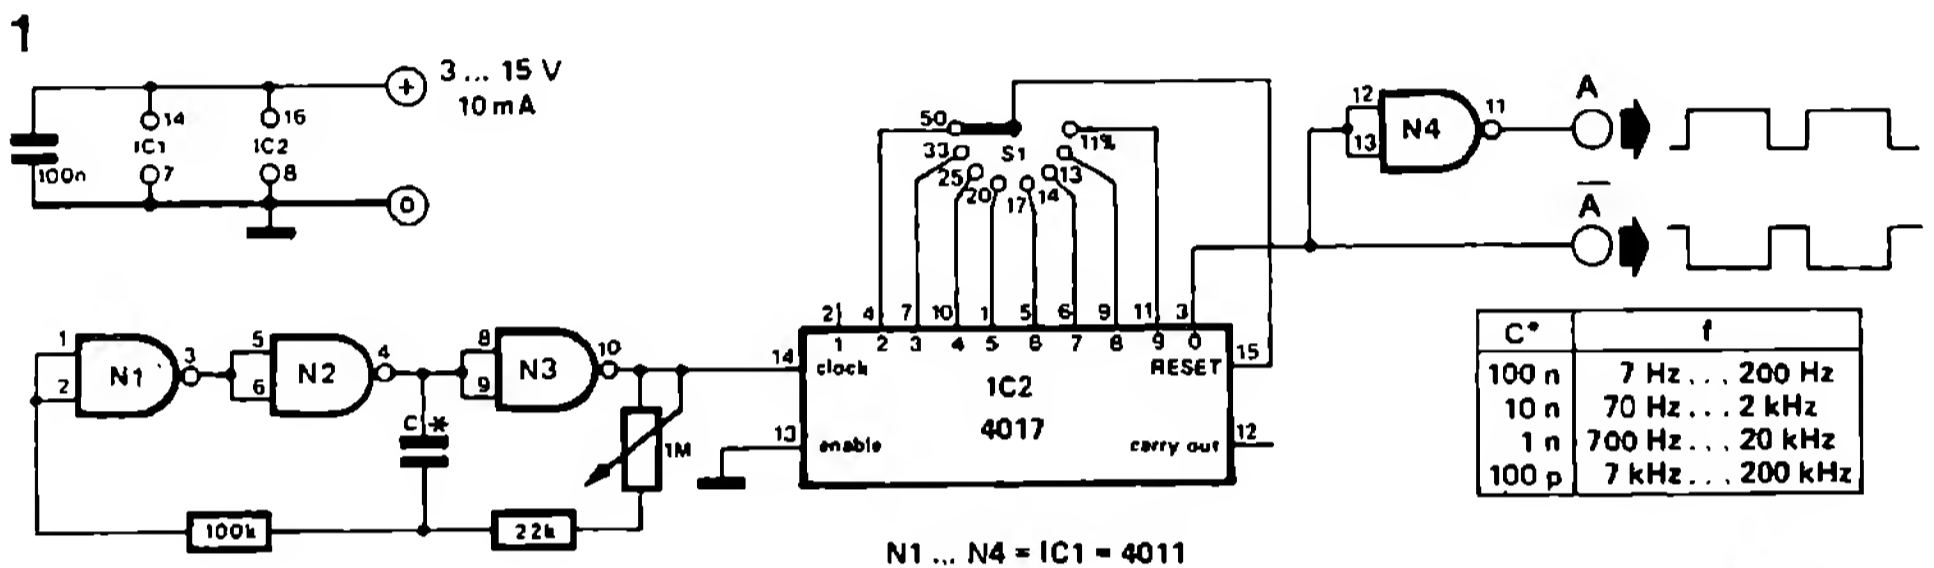 1
3 ... 15 V
10 mA
14
16
IC1
IC2
100n
7
8
+
0
50
33
25
20
17
14
13
11%
S1
12
13
N4
11
A
A̅
1
2
N1
3
5
6
N2
4
8
9
N3
10
C*
1M
100k
22k
2
4
7
10
1
5
6
9
11
3
1
2
3
4
5
6
7
8
9
0
14
clock
RESET
15
1C2
4017
13
enable
carry out
12
C* f
100 n 7 Hz... 200 Hz
10 n 70 Hz... 2 kHz
1 n 700 Hz... 20 kHz
100 p 7 kHz... 200 kHz
N1 ... N4 = IC1 = 4011